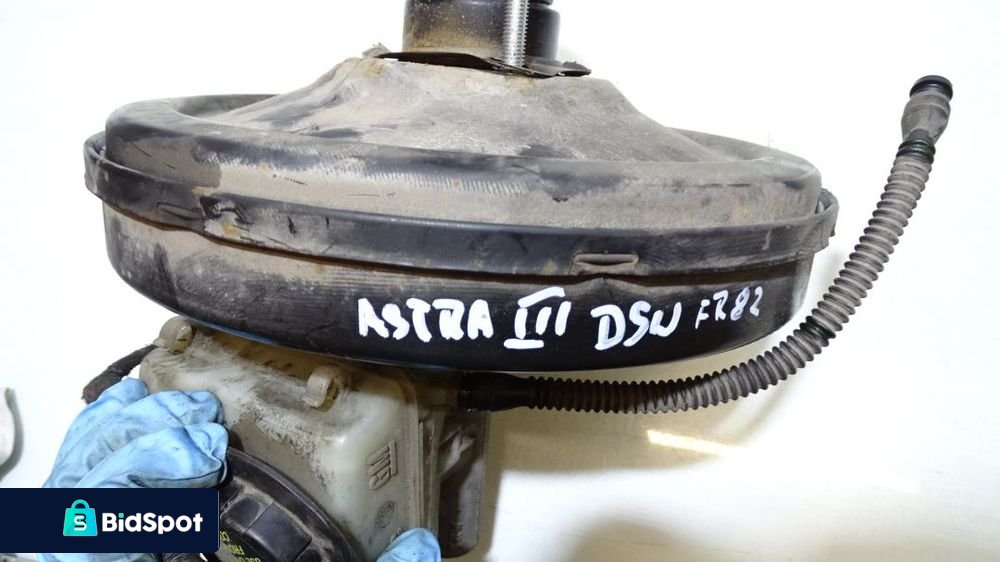 ASTRA III DSW FR82
BidSpot